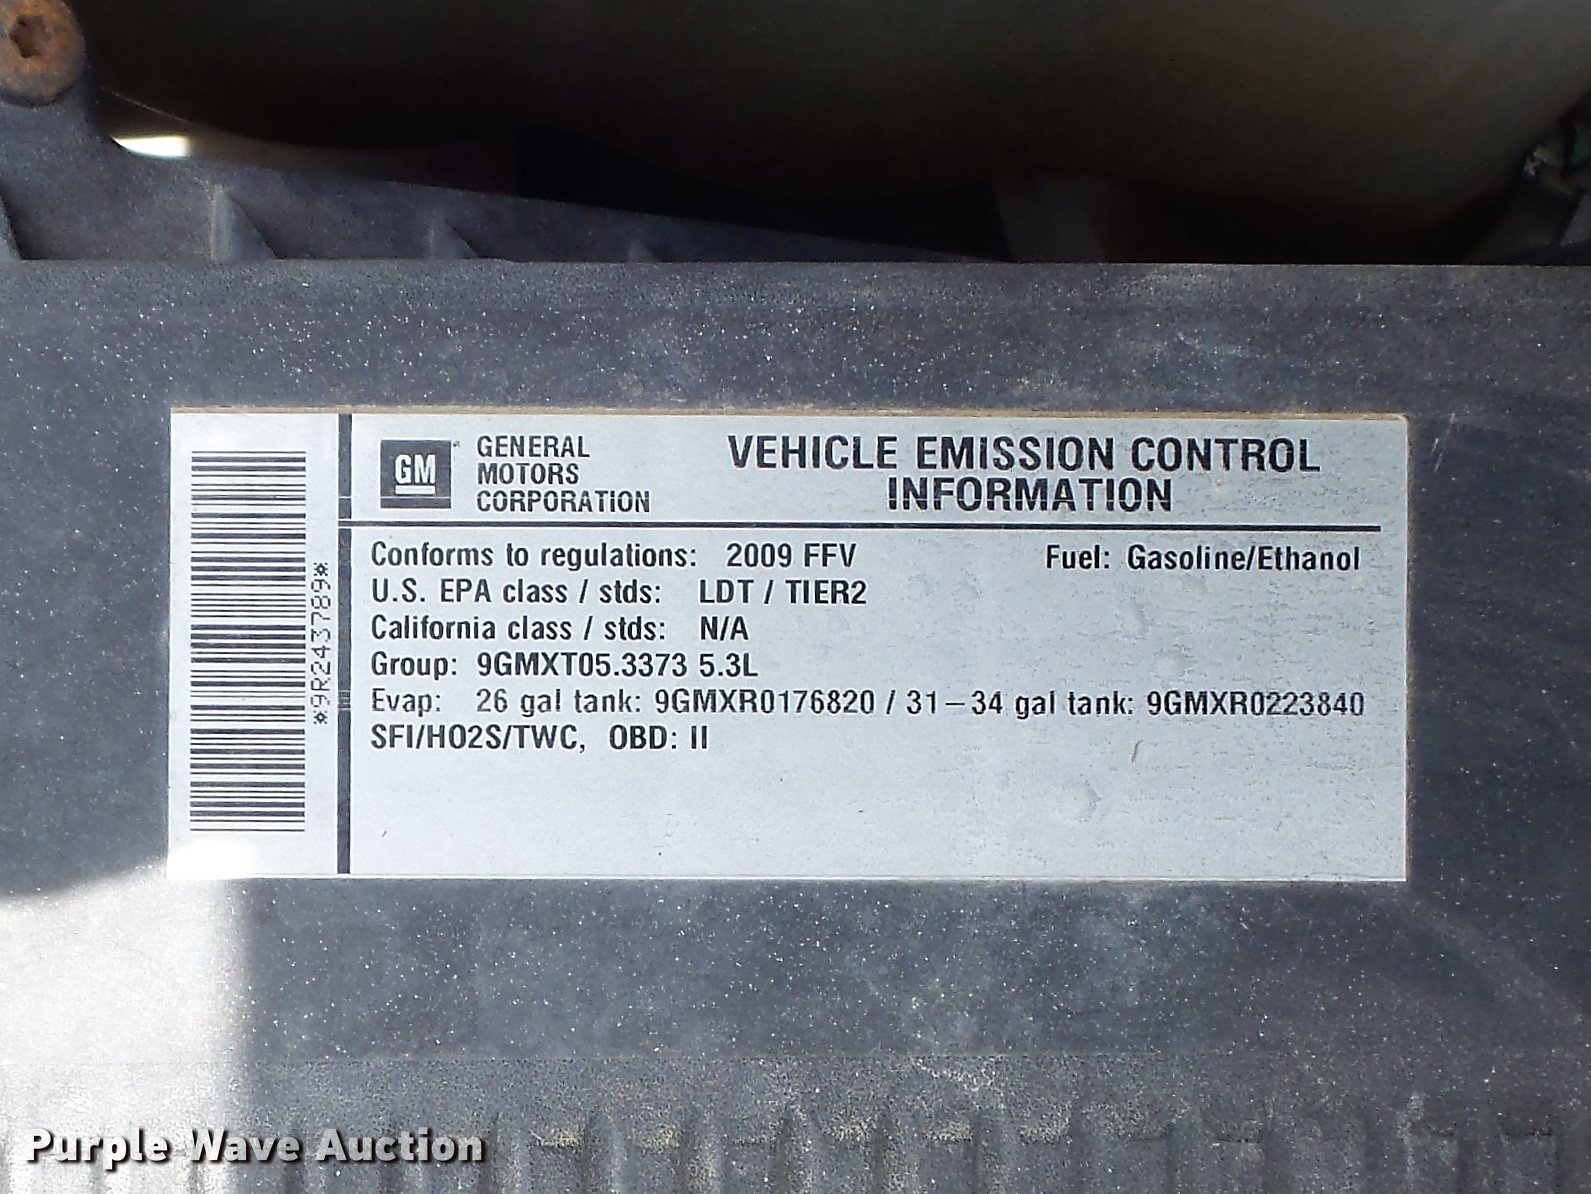 GM
GENERAL
MOTORS
CORPORATION
VEHICLE EMISSION CONTROL
INFORMATION
Conforms to regulations: 2009 FFV Fuel: Gasoline/Ethanol
U.S. EPA class / stds: LDT / TIER2
California class / stds: N/A
Group: 9GMXT05.3373 5.3L
Evap: 26 gal tank: 9GMXR0176820 / 31-34 gal tank: 9GMXR0223840
SFI/HO2S/TWC, OBD: II
*9R243789*
Purple Wave Auction